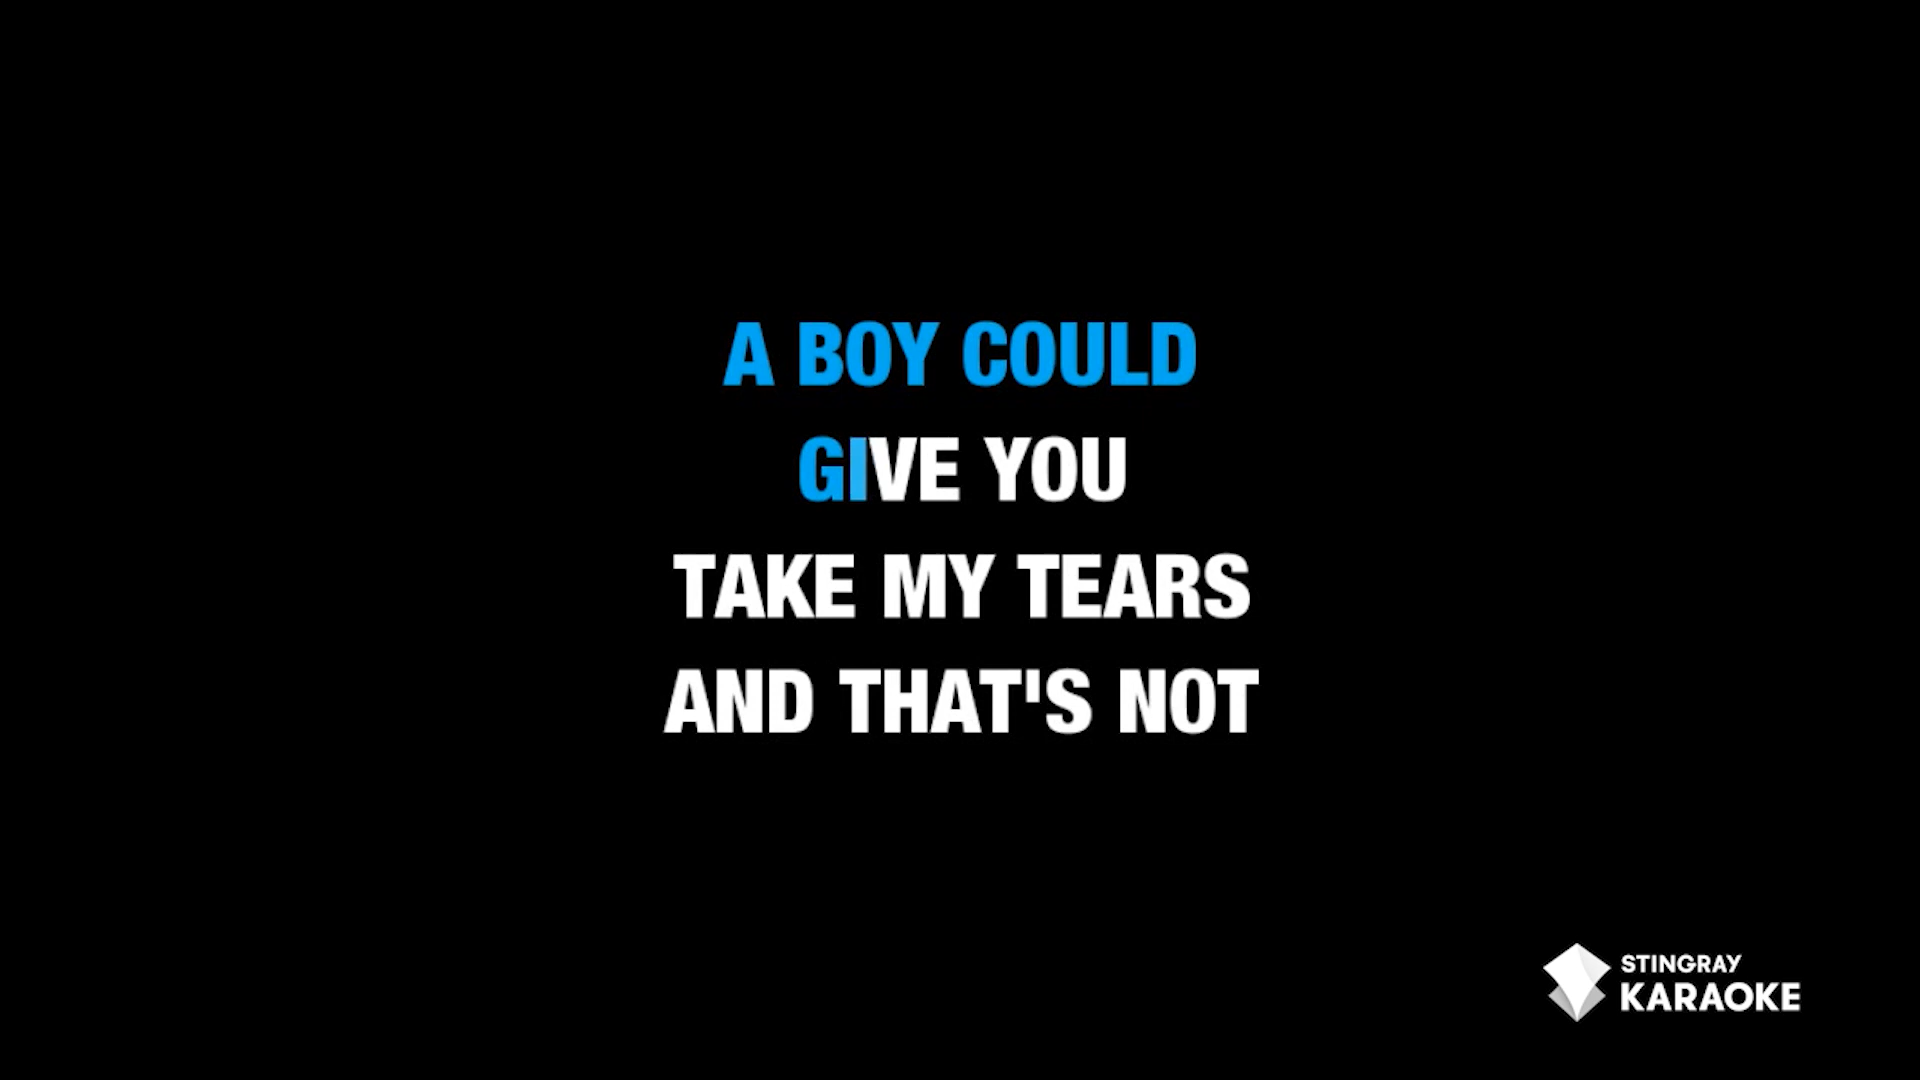 A BOY COULD
GIVE YOU
TAKE MY TEARS
AND THAT'S NOT
STINGRAY
KARAOKE